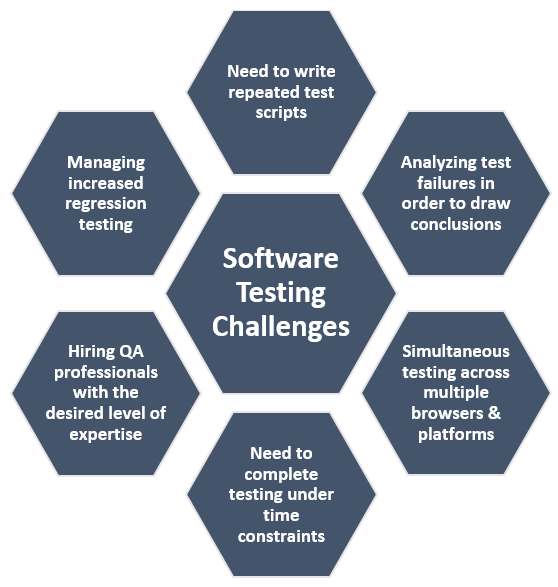 Need to write
repeated test
scripts
Managing
increased
regression
testing
Analyzing test
failures in
order to draw
conclusions
Software
Testing
Challenges
Hiring QA
professionals
with the
desired level of
expertise
Simultaneous
testing across
multiple
browsers &
platforms
Need to
complete
testing under
time
constraints